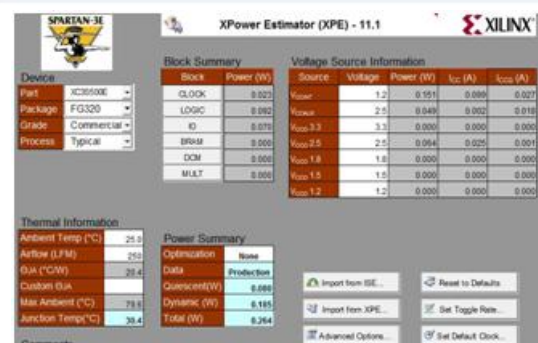 SPARTAN-3E
XPower Estimator (XPE) - 11.1
XILINX
Device
Part XC3S500E
Package FG320
Grade Commercial
Process Typical
Block Summary
Block Power (W)
CLOCK 0.023
LOGIC 0.092
IO 0.070
BRAM 0.000
DCM 0.000
MULT 0.000
Voltage Source Information
Source Voltage Power (W) Icc (A) Iccq (A)
VCCINT 1.2 0.151 0.099 0.027
VCCAUX 2.5 0.049 0.002 0.018
VCCO 3.3 3.3 0.000 0.000 0.000
VCCO 2.5 2.5 0.064 0.025 0.001
VCCO 1.8 1.8 0.000 0.000 0.000
VCCO 1.5 1.5 0.000 0.000 0.000
VCCO 1.2 1.2 0.000 0.000 0.000
Thermal Information
Ambient Temp (°C) 25.0
Airflow (LFM) 250
ΘJA (°C/W) 20.4
Custom ΘJA
Max Ambient (°C) 79.6
Junction Temp(°C) 30.4
Power Summary
Optimization None
Data Production
Quiescent(W) 0.080
Dynamic (W) 0.185
Total (W) 0.264
Import from ISE...
Reset to Defaults
Import from XPE...
Set Toggle Rate...
Advanced Options...
Set Default Clock...